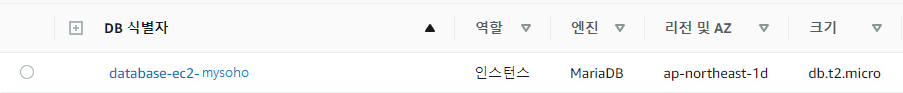 DB 식별자 역할 엔진 리전 및 AZ 크기
database-ec2-mysoho 인스턴스 MariaDB ap-northeast-1d db.t2.micro